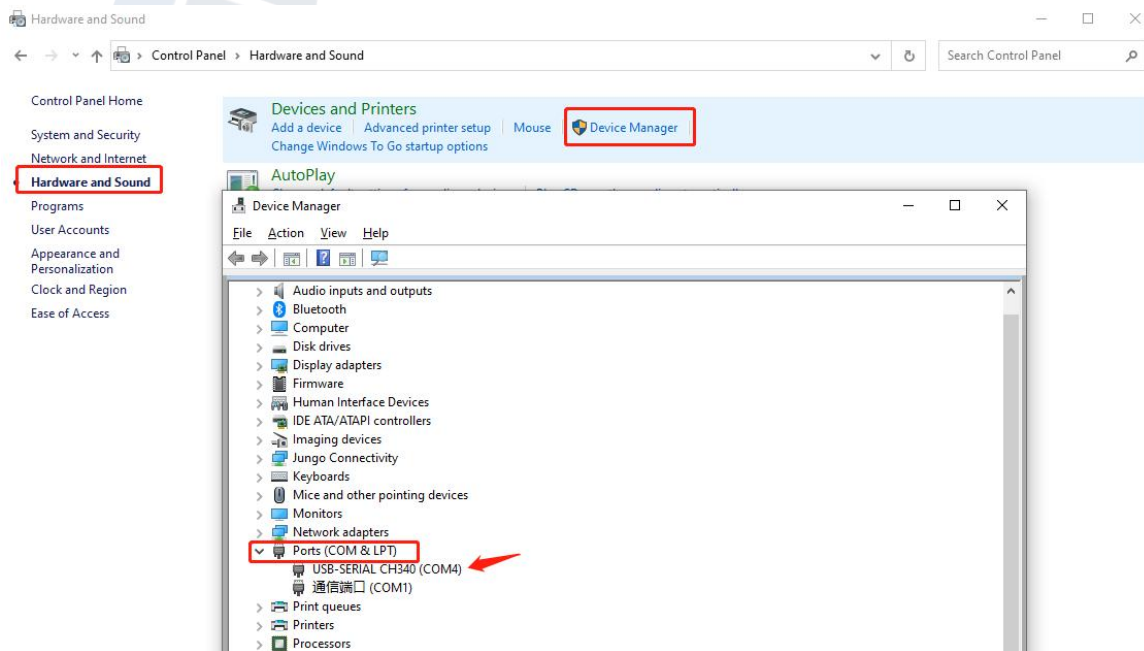 Hardware and Sound
Control Panel > Hardware and Sound
Search Control Panel
Control Panel Home
System and Security
Network and Internet
Hardware and Sound
Programs
User Accounts
Appearance and
Personalization
Clock and Region
Ease of Access
Devices and Printers
Add a device Advanced printer setup Mouse Device Manager
Change Windows To Go startup options
AutoPlay
Device Manager
File Action View Help
Audio inputs and outputs
Bluetooth
Computer
Disk drives
Display adapters
Firmware
Human Interface Devices
IDE ATA/ATAPI controllers
Imaging devices
Jungo Connectivity
Keyboards
Mice and other pointing devices
Monitors
Network adapters
Ports (COM & LPT)
USB-SERIAL CH340 (COM4)
通信端口 (COM1)
Print queues
Printers
Processors